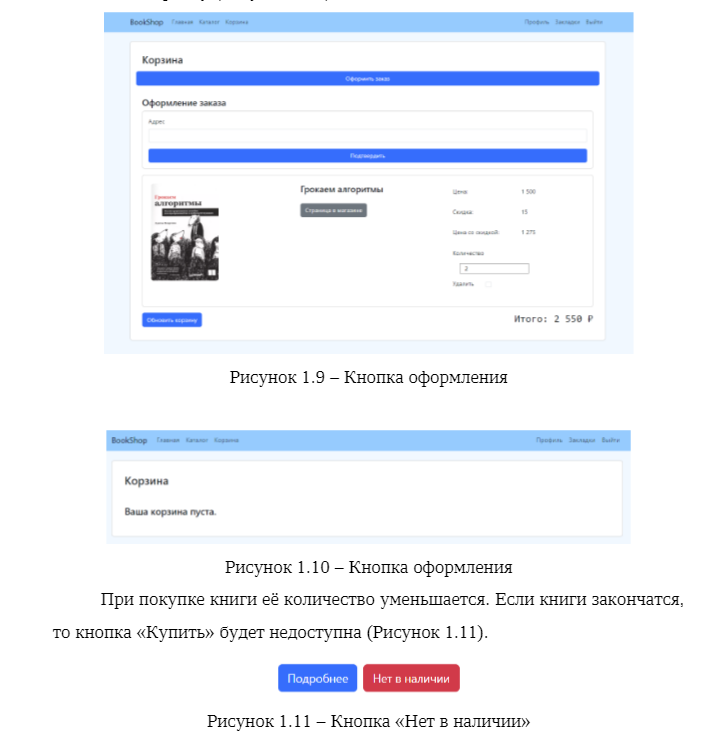 BookShop Главная Каталог Корзина Профиль Закладки Выйти
Корзина
Оформить заказ
Оформление заказа
Адрес
Подтвердить
Грокаем
алгоритмы
Грокаем алгоритмы
Страница в магазине
Цена 1 500
Скидка 15
Цена со скидкой 1 275
Количество
2
Удалить
Обновить корзину
Итого: 2 550 ₽
Рисунок 1.9 – Кнопка оформления
BookShop Главная Каталог Корзина Профиль Закладки Выйти
Корзина
Ваша корзина пуста.
Рисунок 1.10 – Кнопка оформления
При покупке книги её количество уменьшается. Если книги закончатся,
то кнопка «Купить» будет недоступна (Рисунок 1.11).
Подробнее Нет в наличии
Рисунок 1.11 – Кнопка «Нет в наличии»